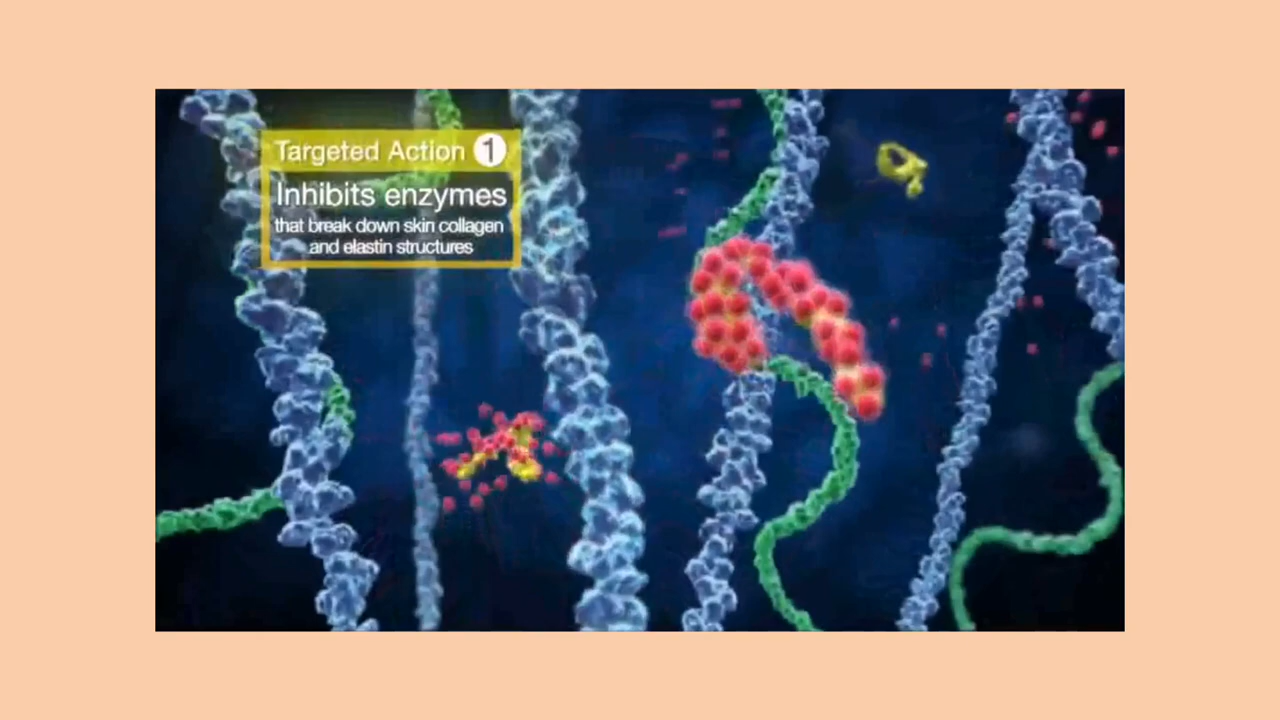 Targeted Action 1
Inhibits enzymes
that break down skin collagen
and elastin structures